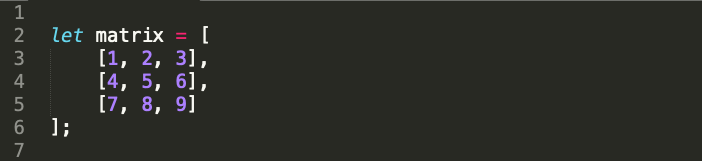 1
2 let matrix = [
3     [1, 2, 3],
4     [4, 5, 6],
5     [7, 8, 9]
6 ];
7